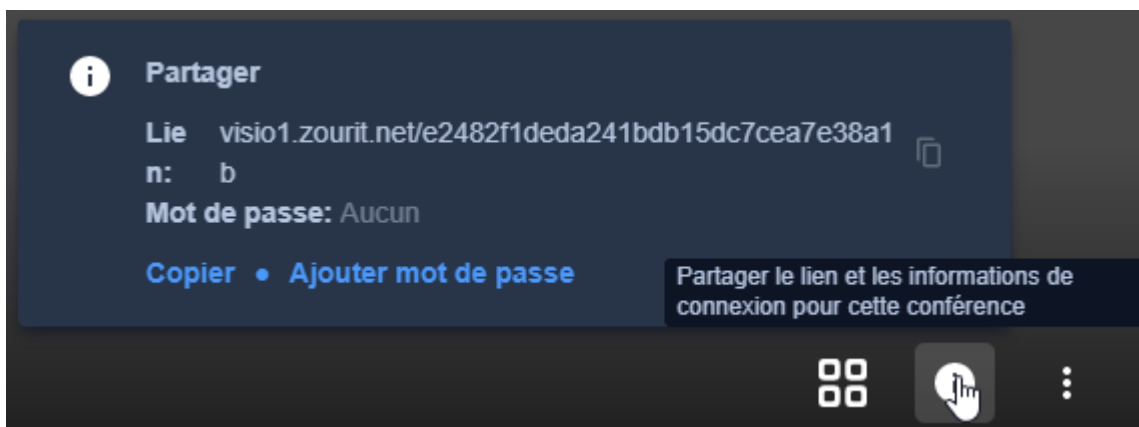 Partager
Lie visio1.zourit.net/e2482f1deda241bdb15dc7cea7e38a1
n: b
Mot de passe: Aucun
Copier • Ajouter mot de passe
Partager le lien et les informations de
connexion pour cette conférence